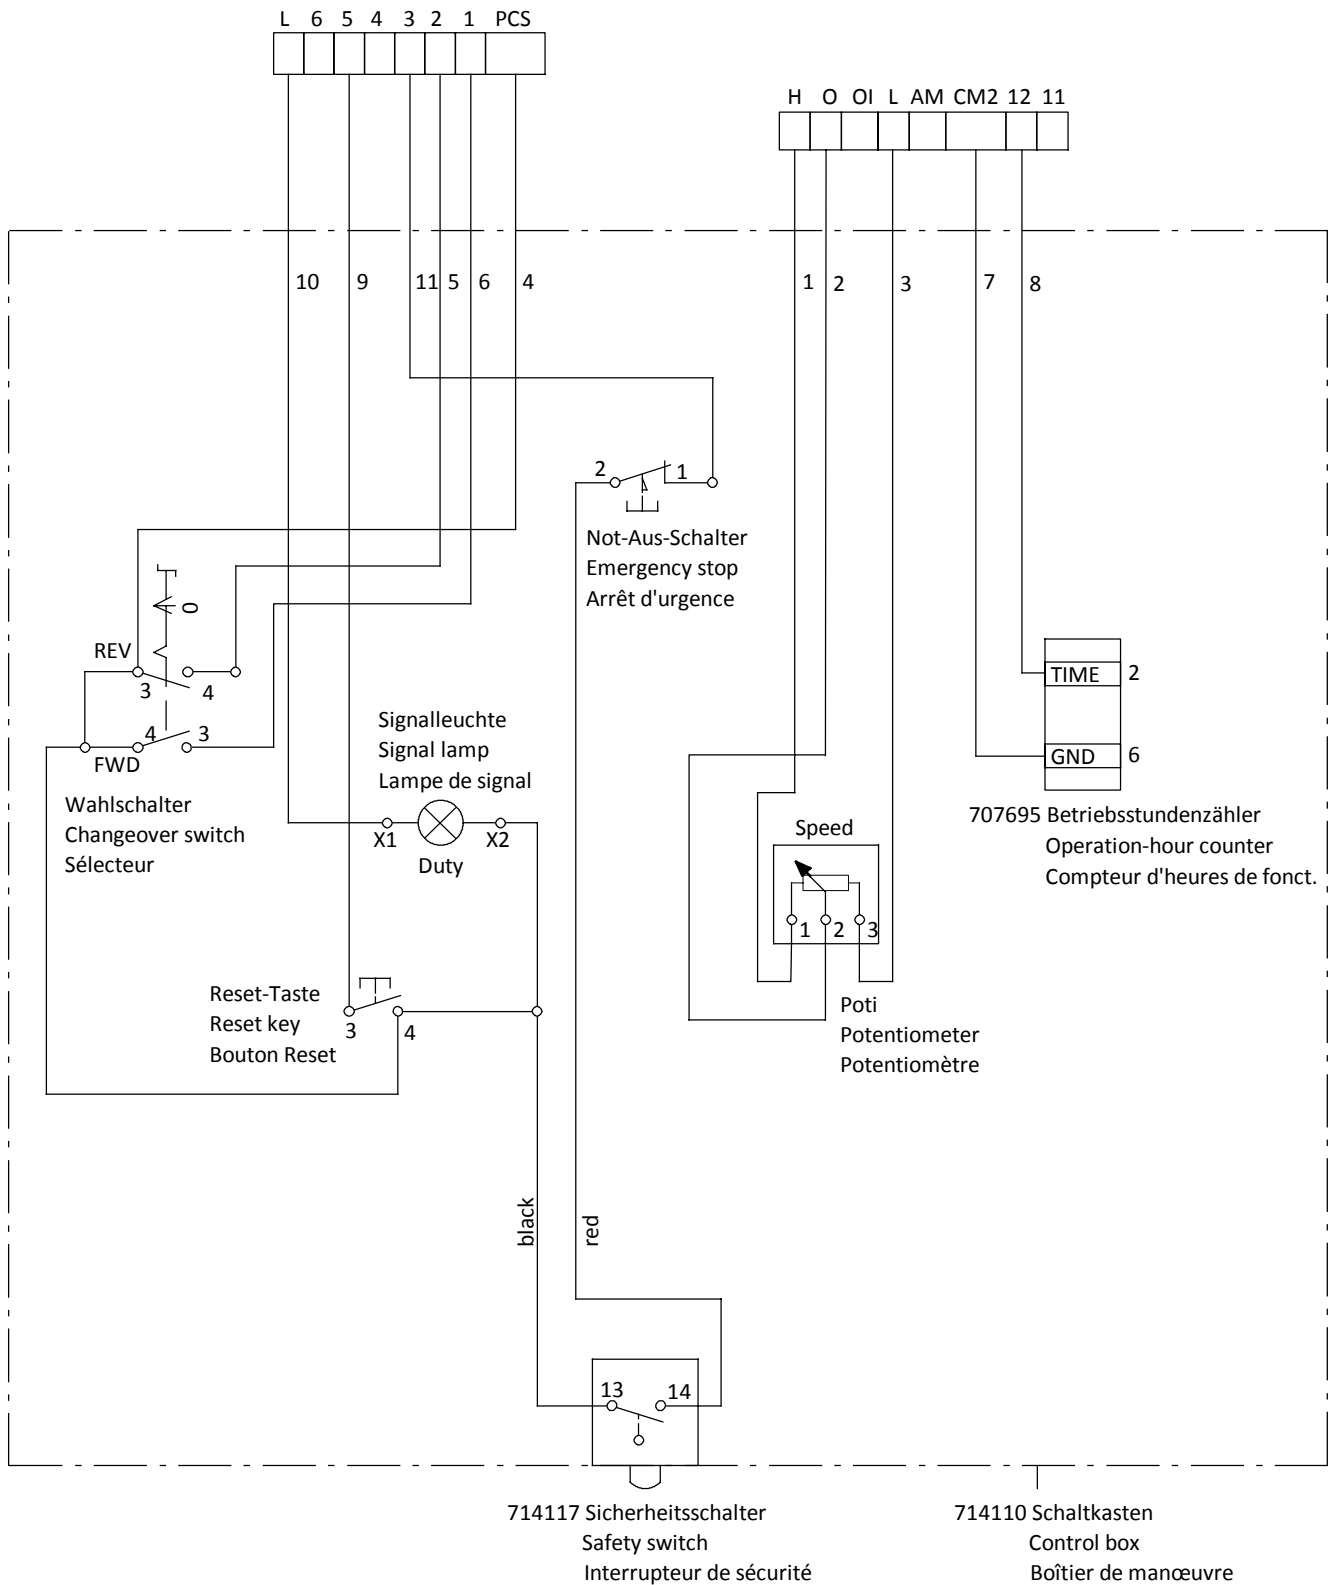 L 6 5 4 3 2 1 PCS
H O OI L AM CM2 12 11
10 9 11 5 6 4
1 2 3 7 8
2 1
Not-Aus-Schalter
Emergency stop
Arrêt d'urgence
0
REV
3 4
4 3
FWD
Wahlschalter
Changeover switch
Sélecteur
Signalleuchte
Signal lamp
Lampe de signal
X1 X2
Duty
TIME 2
GND 6
707695 Betriebsstundenzähler
Operation-hour counter
Compteur d'heures de fonct.
Speed
1 2 3
Poti
Potentiometer
Potentiomètre
Reset-Taste
Reset key
Bouton Reset
3 4
black
red
13 14
714117 Sicherheitsschalter
Safety switch
Interrupteur de sécurité
714110 Schaltkasten
Control box
Boîtier de manœuvre